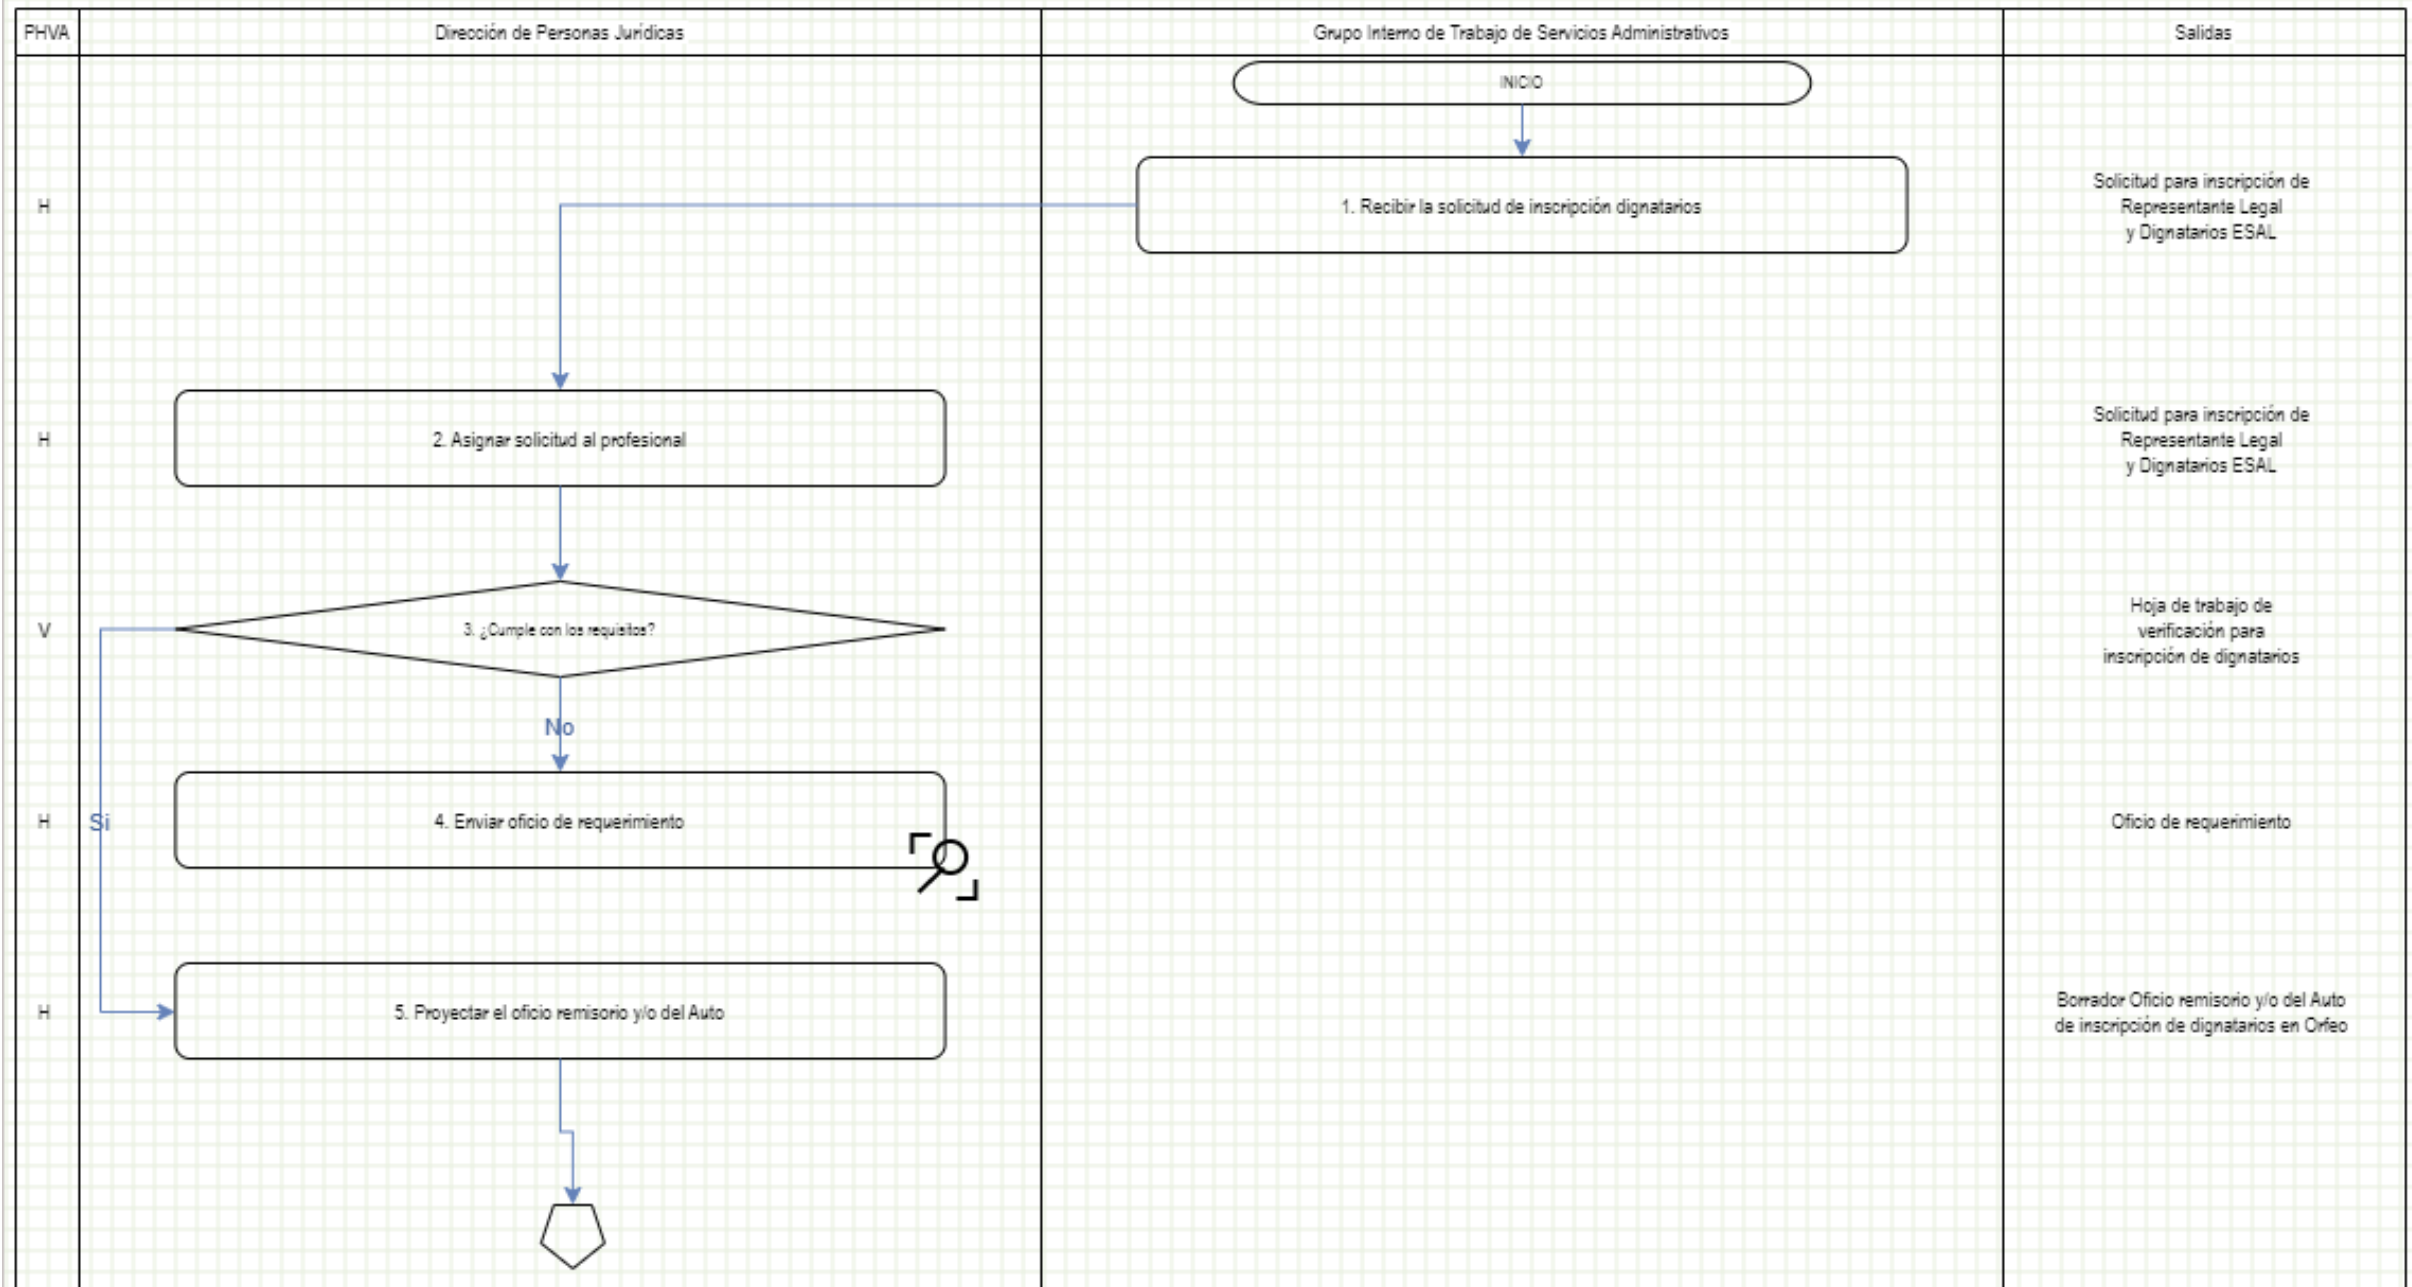 PHVA
Dirección de Personas Jurídicas
Grupo Interno de Trabajo de Servicios Administrativos
Salidas
INICIO
H
1. Recibir la solicitud de inscripción dignatarios
Solicitud para inscripción de
Representante Legal
y Dignatarios ESAL
H
2. Asignar solicitud al profesional
Solicitud para inscripción de
Representante Legal
y Dignatarios ESAL
V
3. ¿Cumple con los requisitos?
Hoja de trabajo de
verificación para
inscripción de dignatarios
No
H
Si
4. Enviar oficio de requerimiento
Oficio de requerimiento
H
5. Proyectar el oficio remisorio y/o del Auto
Borrador Oficio remisorio y/o del Auto
de inscripción de dignatarios en Orfeo